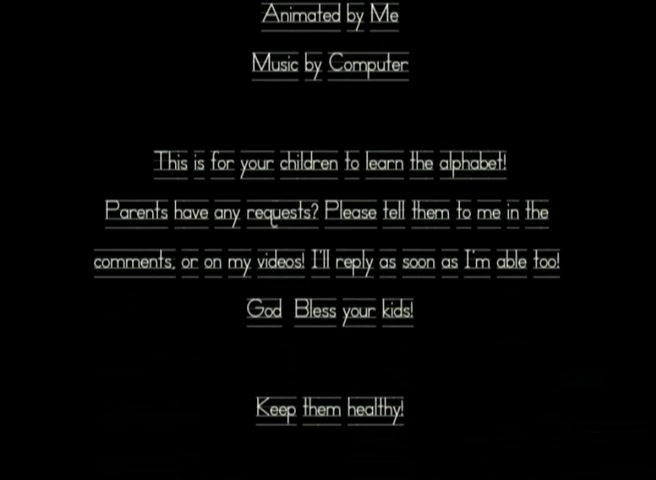 Animated by Me
Music by Computer
This is for your children to learn the alphabet!
Parents have any requests? Please tell them to me in the
comments, or on my videos! I'll reply as soon as I'm able too!
God Bless your kids!
Keep them healthy!